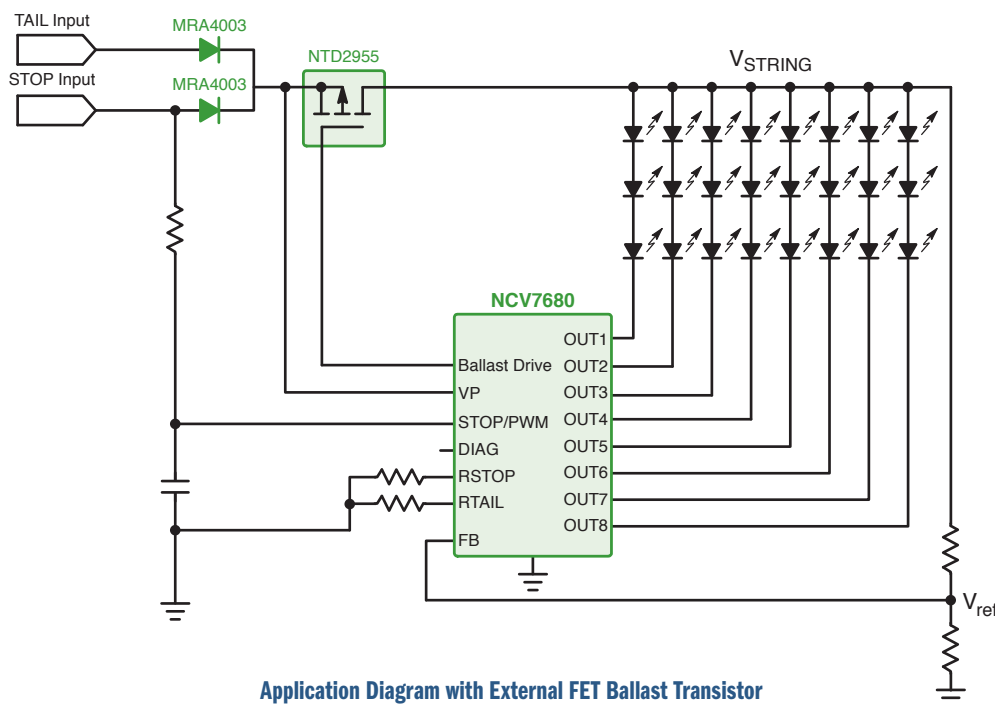 TAIL Input
MRA4003
STOP Input
MRA4003
NTD2955
VSTRING
NCV7680
Ballast Drive
VP
STOP/PWM
DIAG
RSTOP
RTAIL
FB
OUT1
OUT2
OUT3
OUT4
OUT5
OUT6
OUT7
OUT8
Vref
Application Diagram with External FET Ballast Transistor